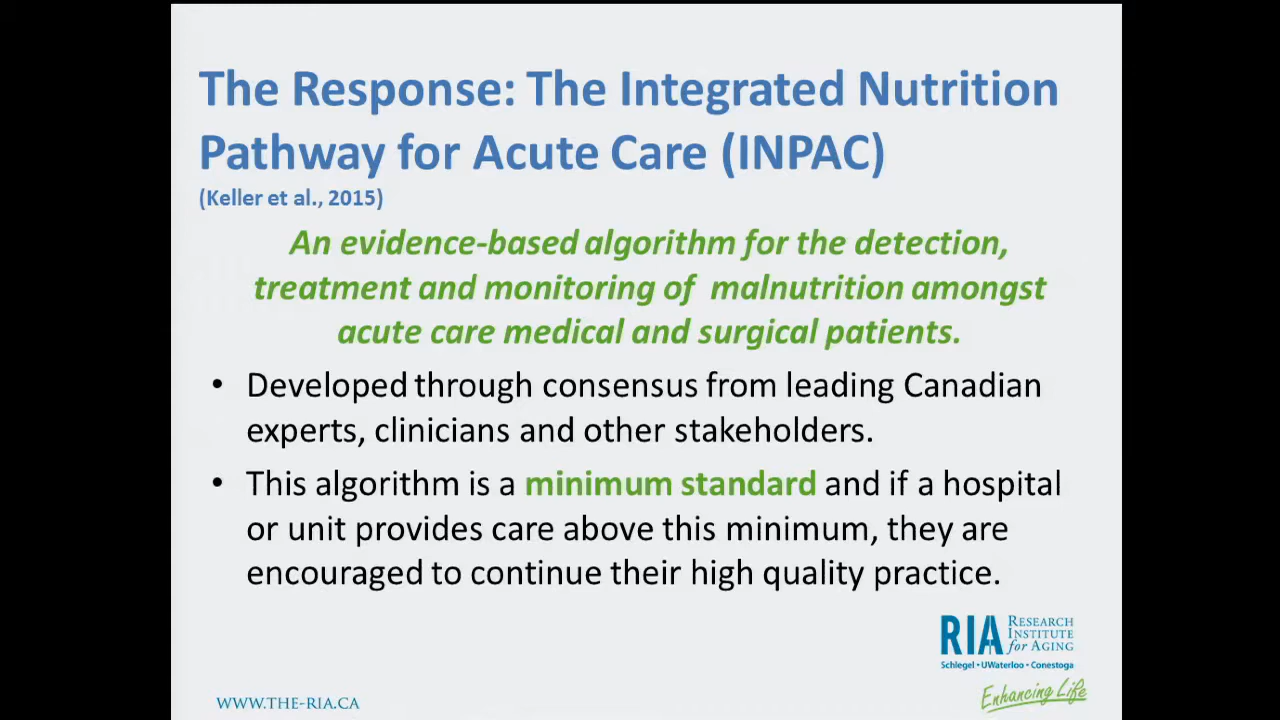 The Response: The Integrated Nutrition
Pathway for Acute Care (INPAC)
(Keller et al., 2015)
An evidence-based algorithm for the detection,
treatment and monitoring of malnutrition amongst
acute care medical and surgical patients.
• Developed through consensus from leading Canadian
experts, clinicians and other stakeholders.
• This algorithm is a minimum standard and if a hospital
or unit provides care above this minimum, they are
encouraged to continue their high quality practice.
RIA RESEARCH
INSTITUTE
for AGING
Schlegel • UWaterloo • Conestoga
Enhancing Life
WWW.THE-RIA.CA